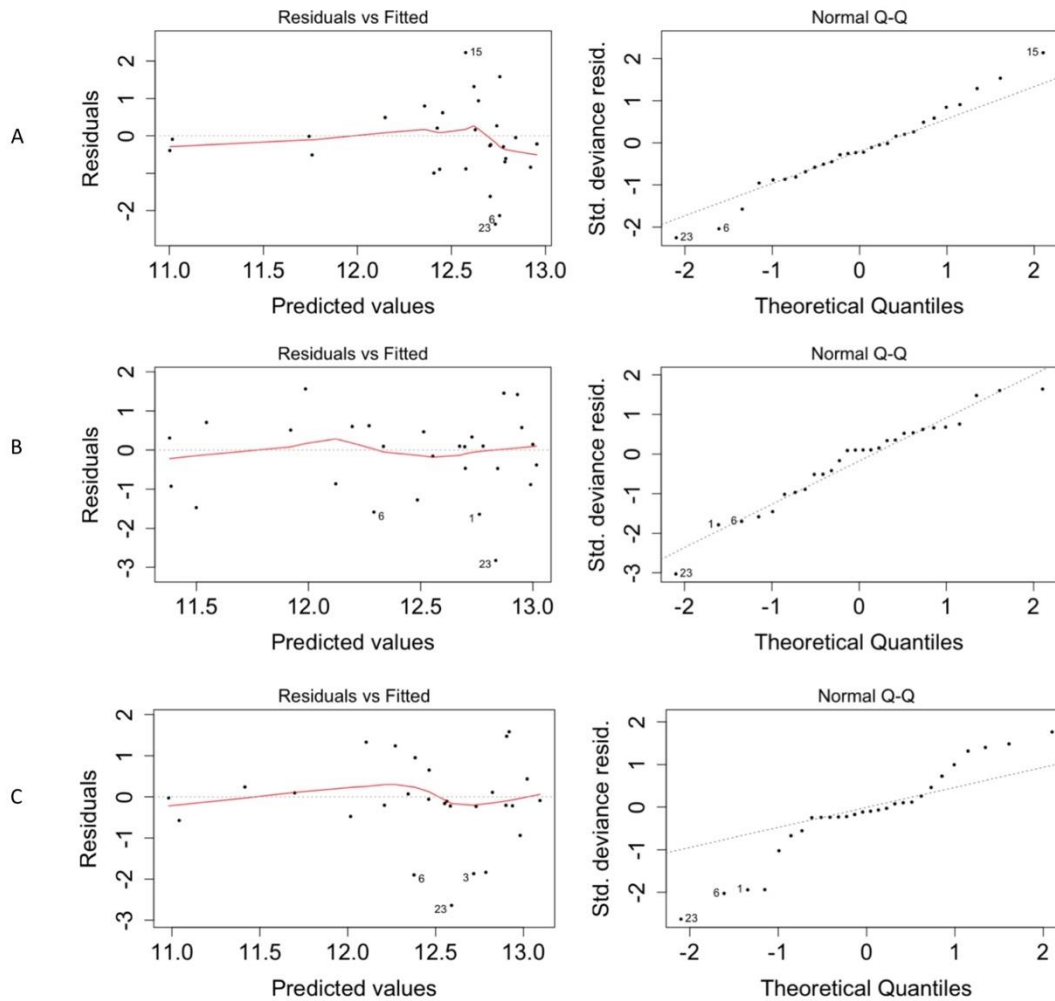 Residuals vs Fitted
Normal Q-Q
A
Residuals
2
1
0
-2
15
6
23
11.0 11.5 12.0 12.5 13.0
Predicted values
Std. deviance resid.
2
1
0
-1
-2
15
6
23
-2 -1 0 1 2
Theoretical Quantiles
Residuals vs Fitted
Normal Q-Q
B
Residuals
2
1
0
-1
-2
-3
6
1
23
11.5 12.0 12.5 13.0
Predicted values
Std. deviance resid.
2
1
0
-1
-2
-3
1
6
23
-2 -1 0 1 2
Theoretical Quantiles
Residuals vs Fitted
Normal Q-Q
C
Residuals
2
1
0
-1
-2
-3
6
3
23
11.0 11.5 12.0 12.5 13.0
Predicted values
Std. deviance resid.
2
1
0
-1
-2
6
1
23
-2 -1 0 1 2
Theoretical Quantiles